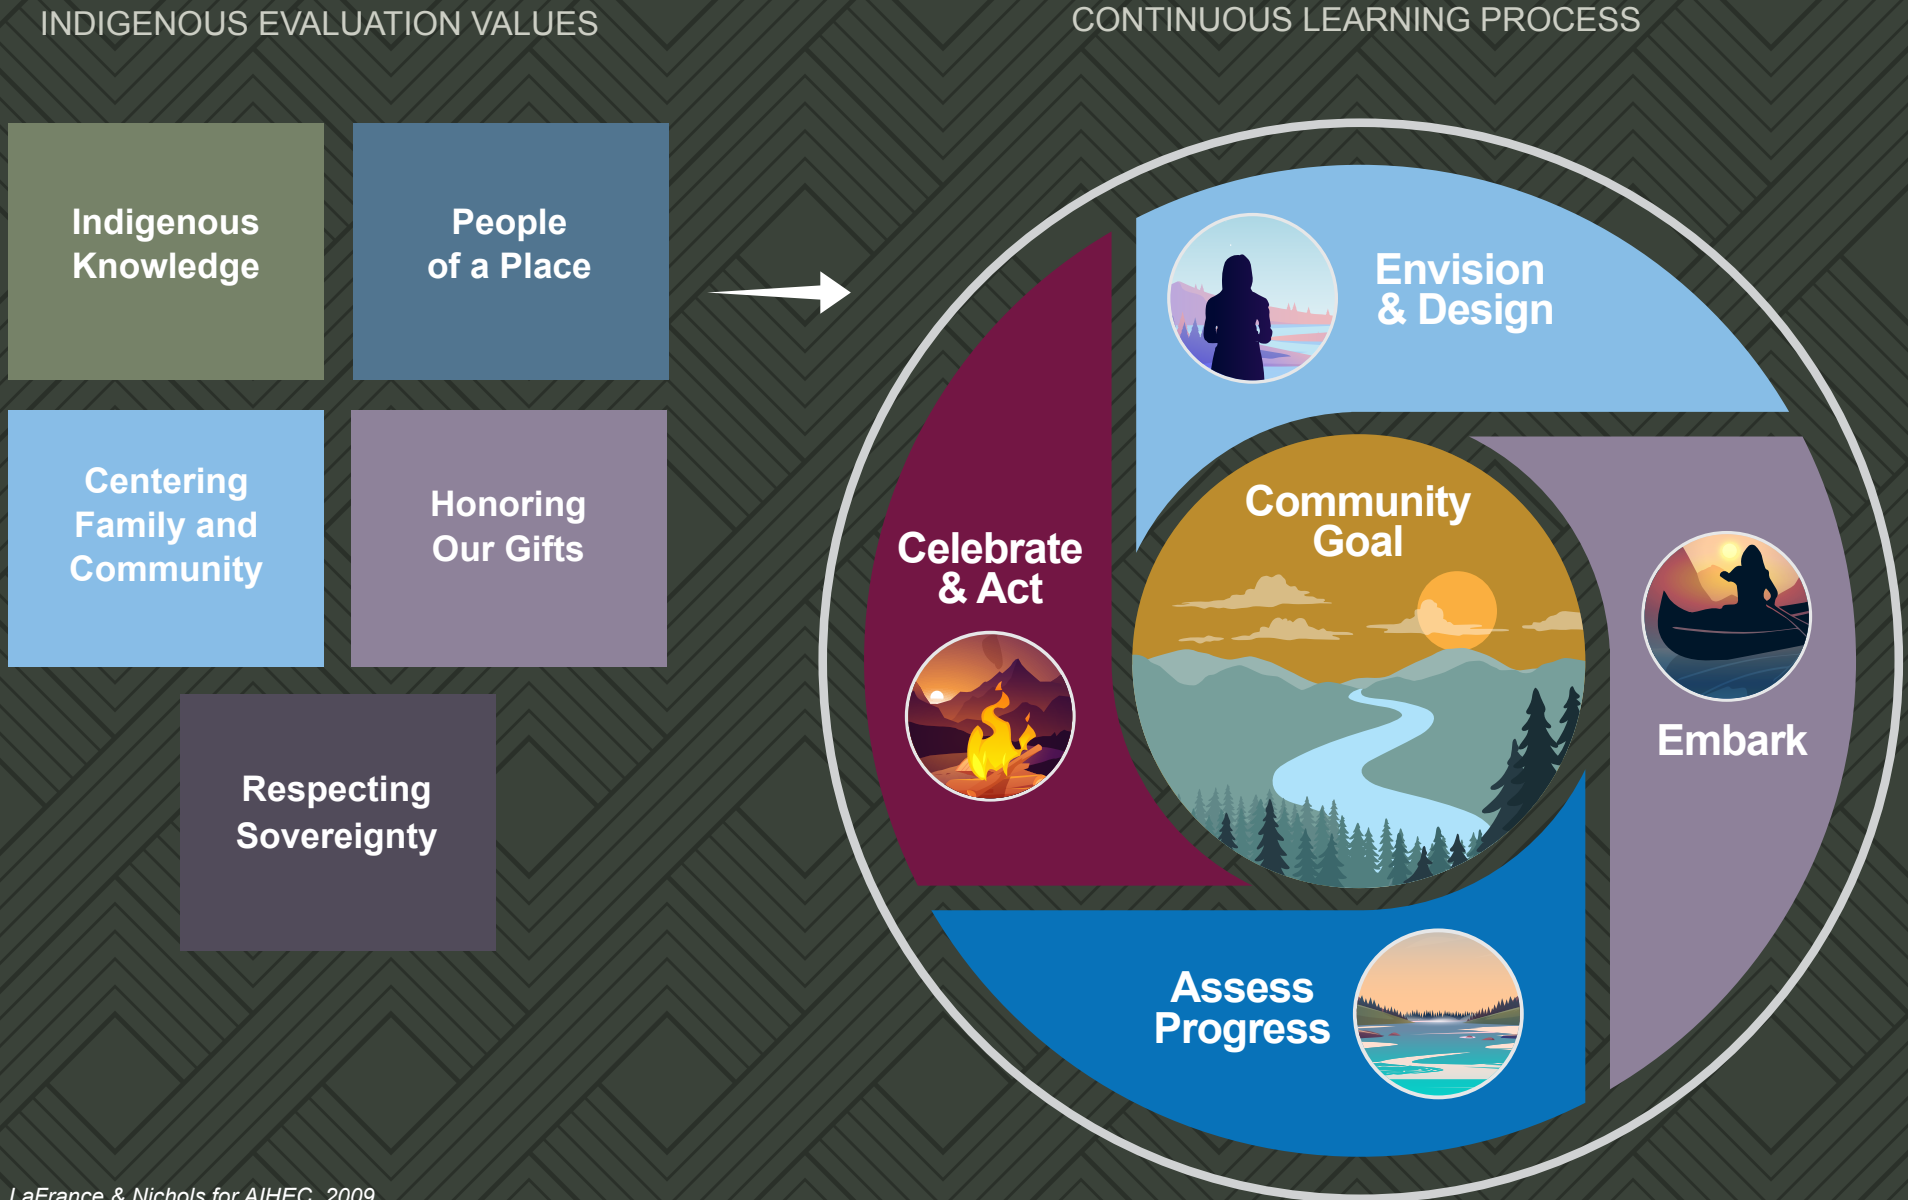 INDIGENOUS EVALUATION VALUES
Indigenous
Knowledge
People
of a Place
Centering
Family and
Community
Honoring
Our Gifts
Respecting
Sovereignty
CONTINUOUS LEARNING PROCESS
Envision
& Design
Embark
Assess
Progress
Celebrate
& Act
Community
Goal
LaFrance & Nichols for AIHEC, 2009